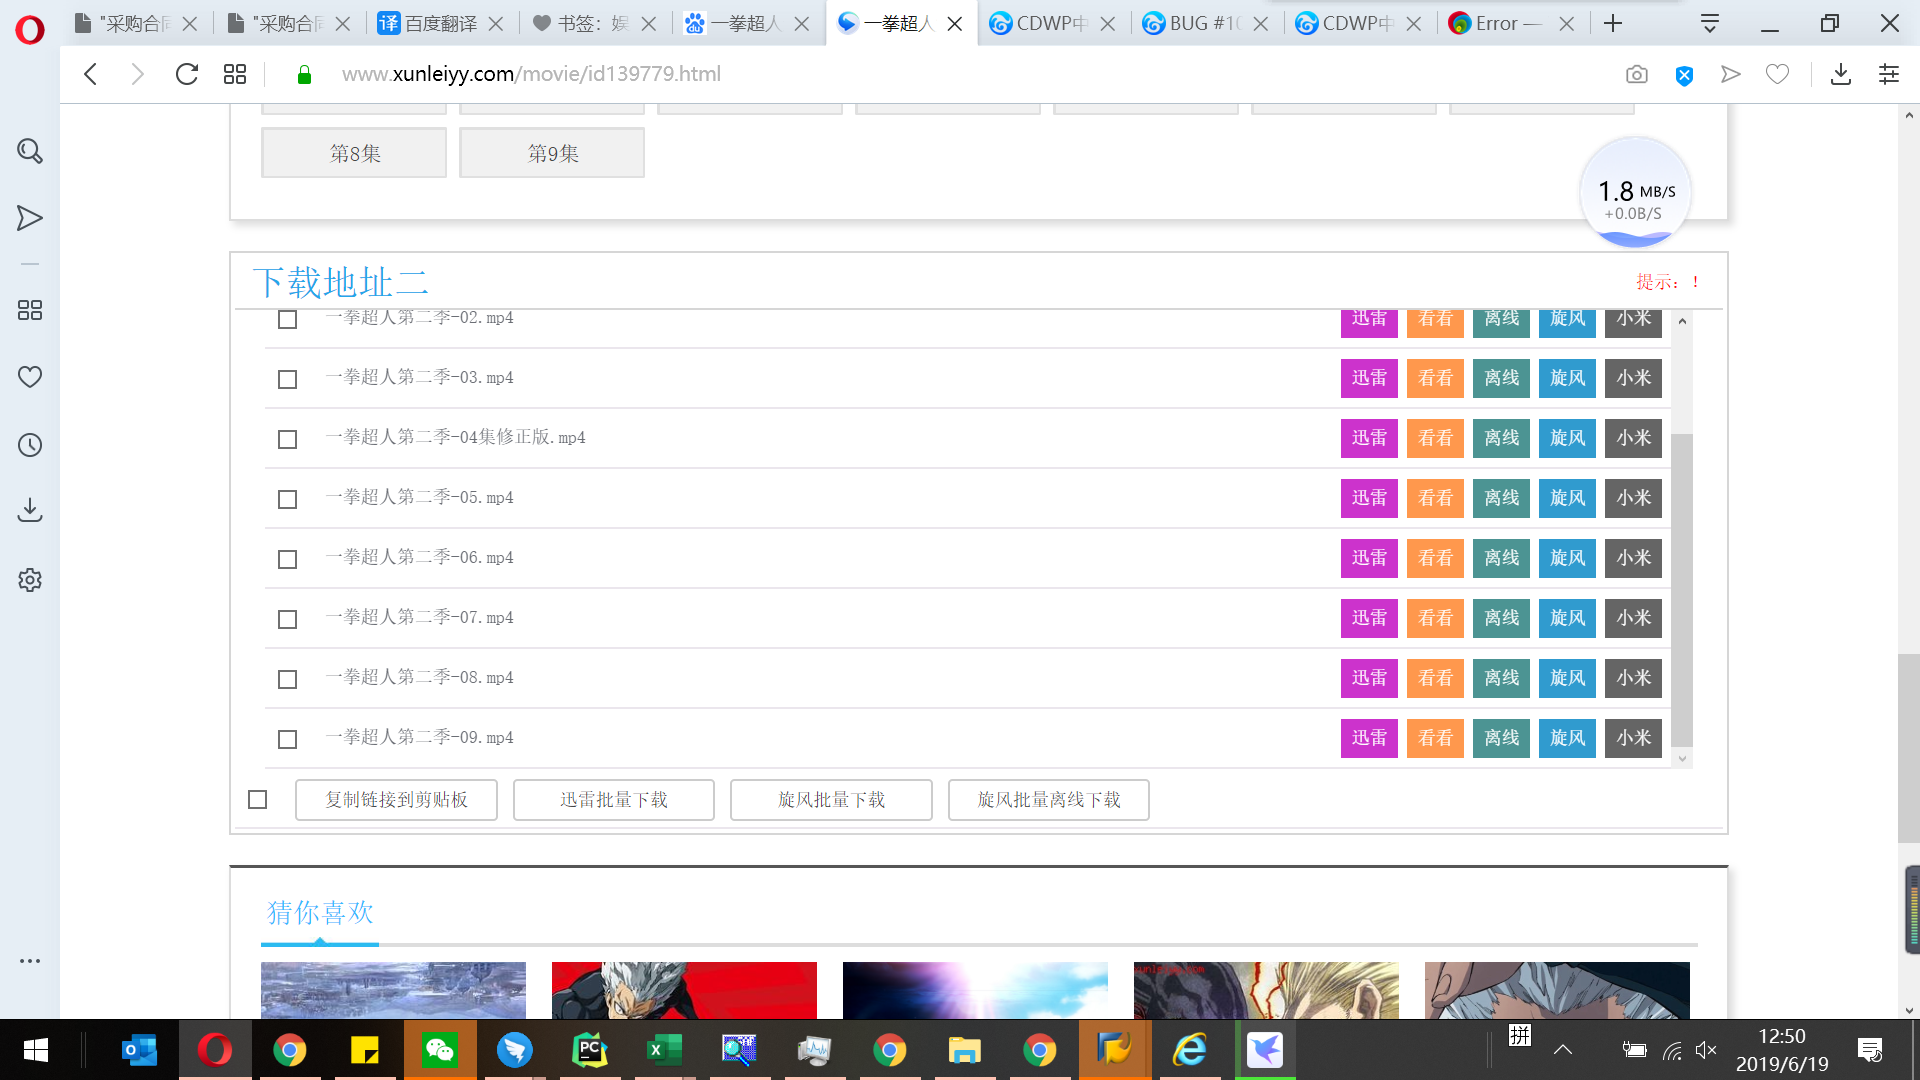 "采购合同
"采购合同
译 百度翻译
书签：娱
一拳超人
一拳超人
CDWP中
BUG #10
CDWP中
Error —
www.xunleiyy.com/movie/id139779.html
第8集
第9集
1.8 MB/S
+0.0B/S
下载地址二
提示：！
一拳超人第二季-02.mp4
迅雷 看看 离线 旋风 小米
一拳超人第二季-03.mp4
迅雷 看看 离线 旋风 小米
一拳超人第二季-04集修正版.mp4
迅雷 看看 离线 旋风 小米
一拳超人第二季-05.mp4
迅雷 看看 离线 旋风 小米
一拳超人第二季-06.mp4
迅雷 看看 离线 旋风 小米
一拳超人第二季-07.mp4
迅雷 看看 离线 旋风 小米
一拳超人第二季-08.mp4
迅雷 看看 离线 旋风 小米
一拳超人第二季-09.mp4
迅雷 看看 离线 旋风 小米
复制链接到剪贴板
迅雷批量下载
旋风批量下载
旋风批量离线下载
猜你喜欢
拼
12:50
2019/6/19